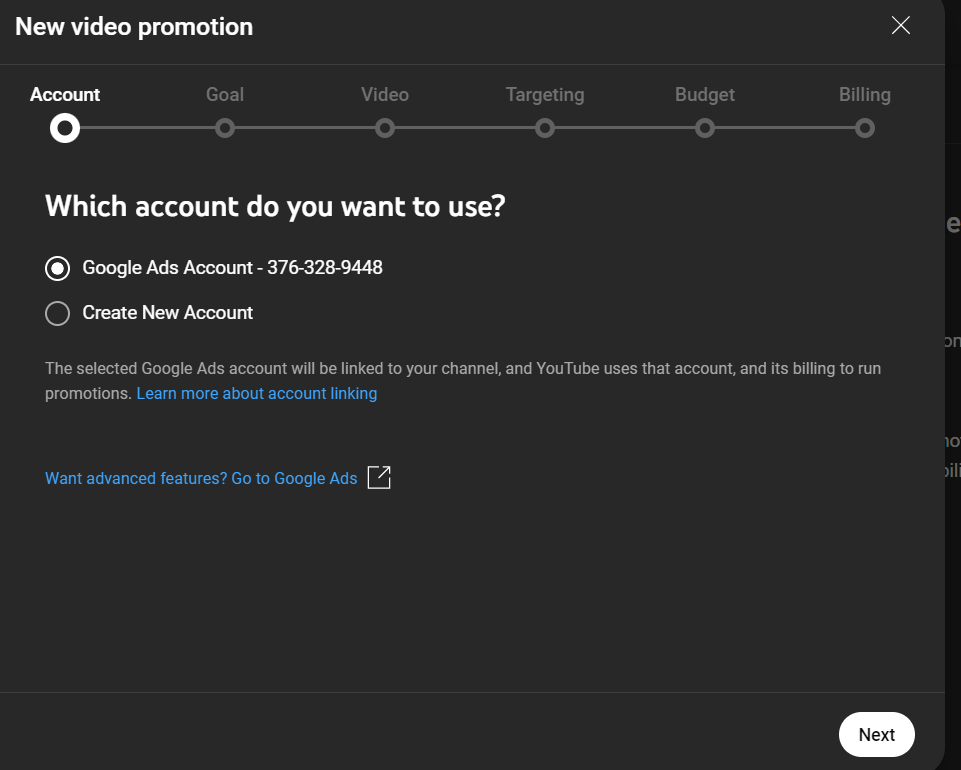 New video promotion
Account Goal Video Targeting Budget Billing
Which account do you want to use?
Google Ads Account - 376-328-9448
Create New Account
The selected Google Ads account will be linked to your channel, and YouTube uses that account, and its billing to run
promotions. Learn more about account linking
Want advanced features? Go to Google Ads
Next